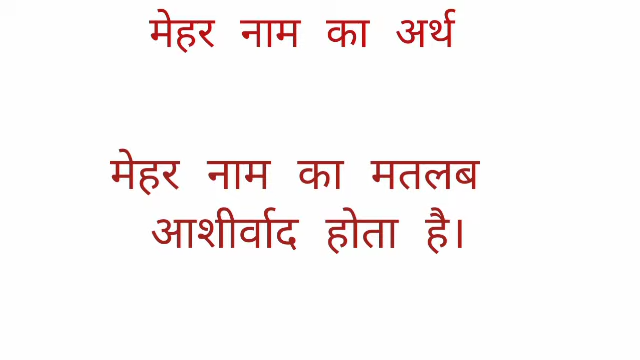 मेहर नाम का अर्थ
मेहर नाम का मतलब
आशीर्वाद होता है।